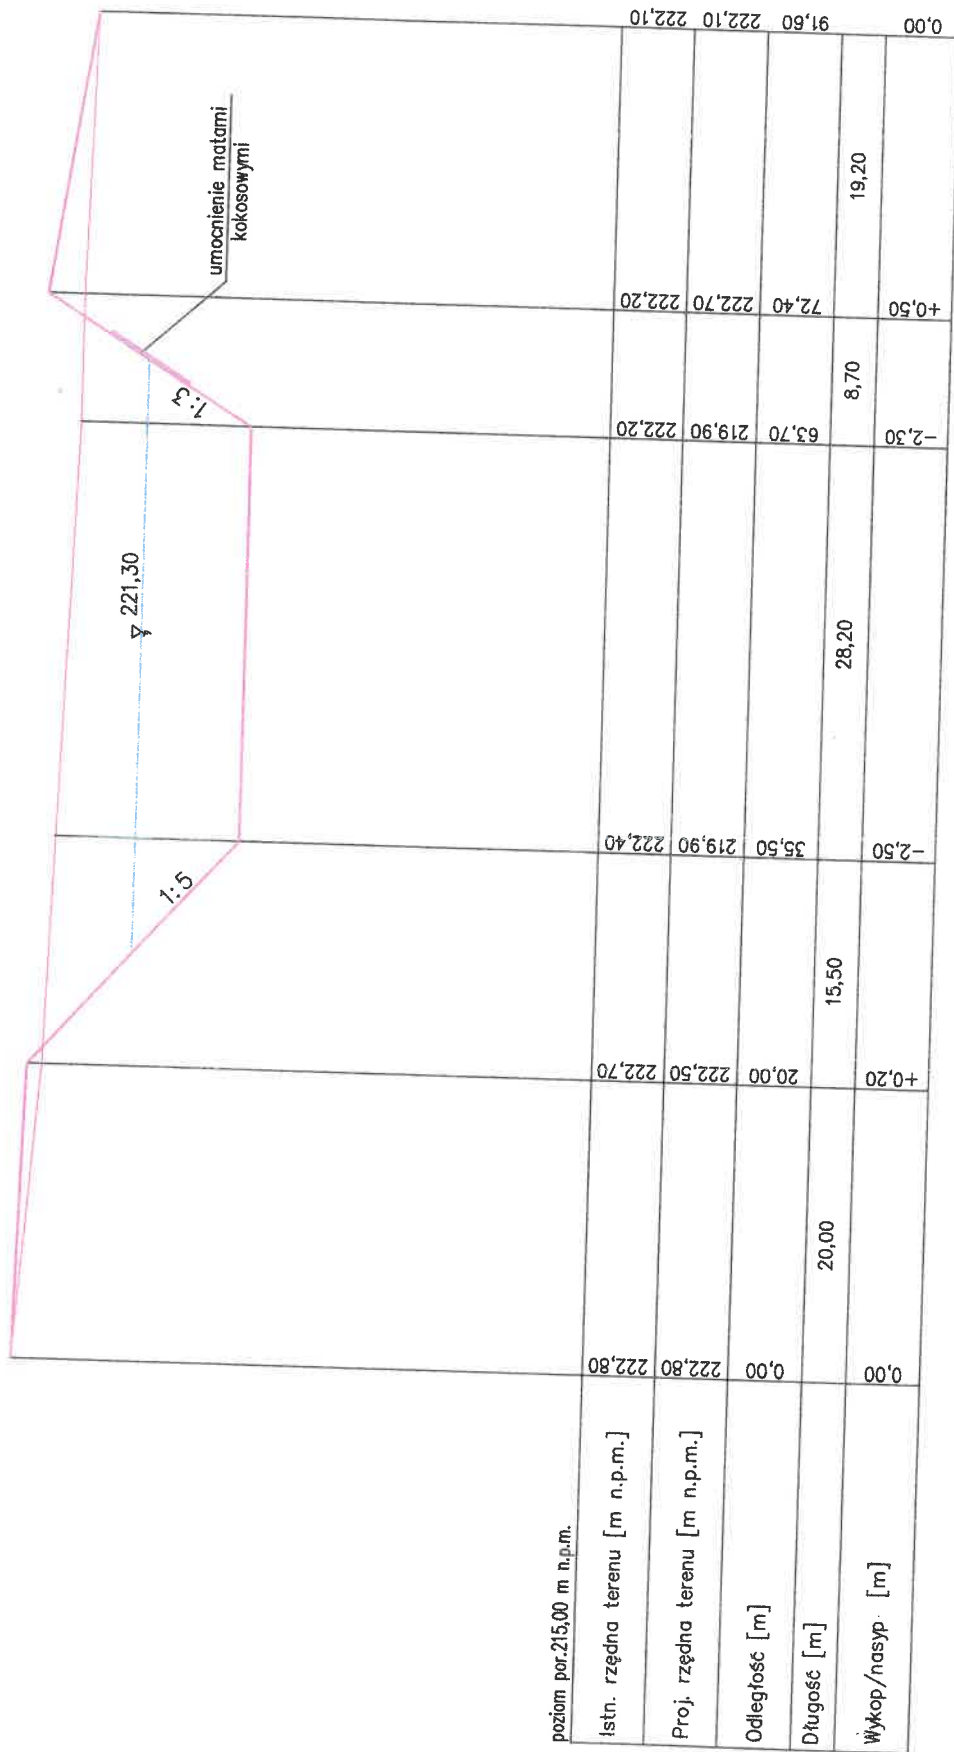 umocnienie matami
kokosowymi
1:5
221,30
1:3
poziom por.215,00 m n.p.m.
Istn. rzędna terenu [m n.p.m.] 222,80 222,70 222,40 222,20 222,20 222,10
Proj. rzędna terenu [m n.p.m.] 222,80 222,50 219,90 219,90 222,70 222,10
Odległość [m] 0,00 20,00 35,50 63,70 72,40 91,60
Długość [m] 20,00 15,50 28,20 8,70 19,20
Wykop/nasyp [m] 0,00 +0,20 -2,50 -2,30 +0,50 0,00